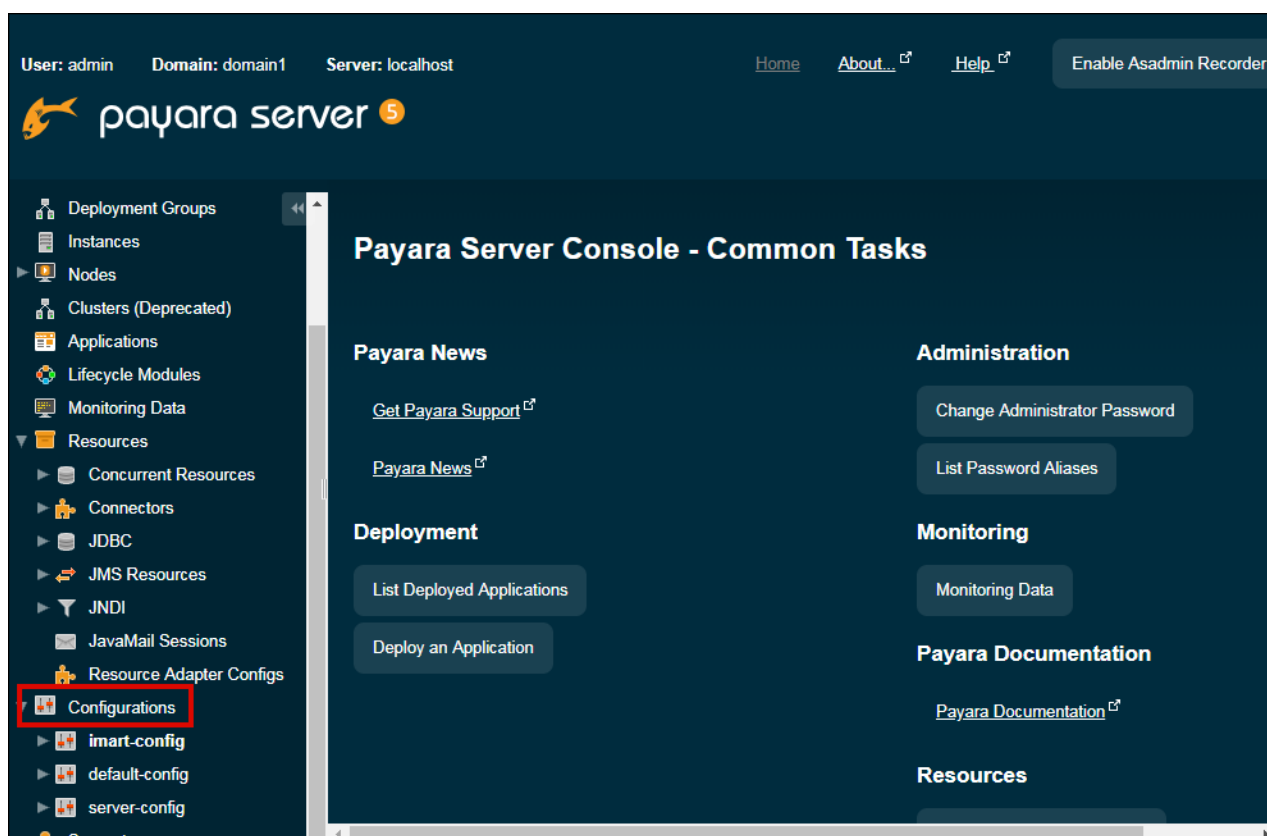 User: admin Domain: domain1 Server: localhost Home About... Help Enable Asadmin Recorder
payara server 5
Deployment Groups
Instances
Nodes
Clusters (Deprecated)
Applications
Lifecycle Modules
Monitoring Data
Resources
Concurrent Resources
Connectors
JDBC
JMS Resources
JNDI
JavaMail Sessions
Resource Adapter Configs
Configurations
imart-config
default-config
server-config
Payara Server Console - Common Tasks
Payara News
Get Payara Support
Payara News
Deployment
List Deployed Applications
Deploy an Application
Administration
Change Administrator Password
List Password Aliases
Monitoring
Monitoring Data
Payara Documentation
Payara Documentation
Resources